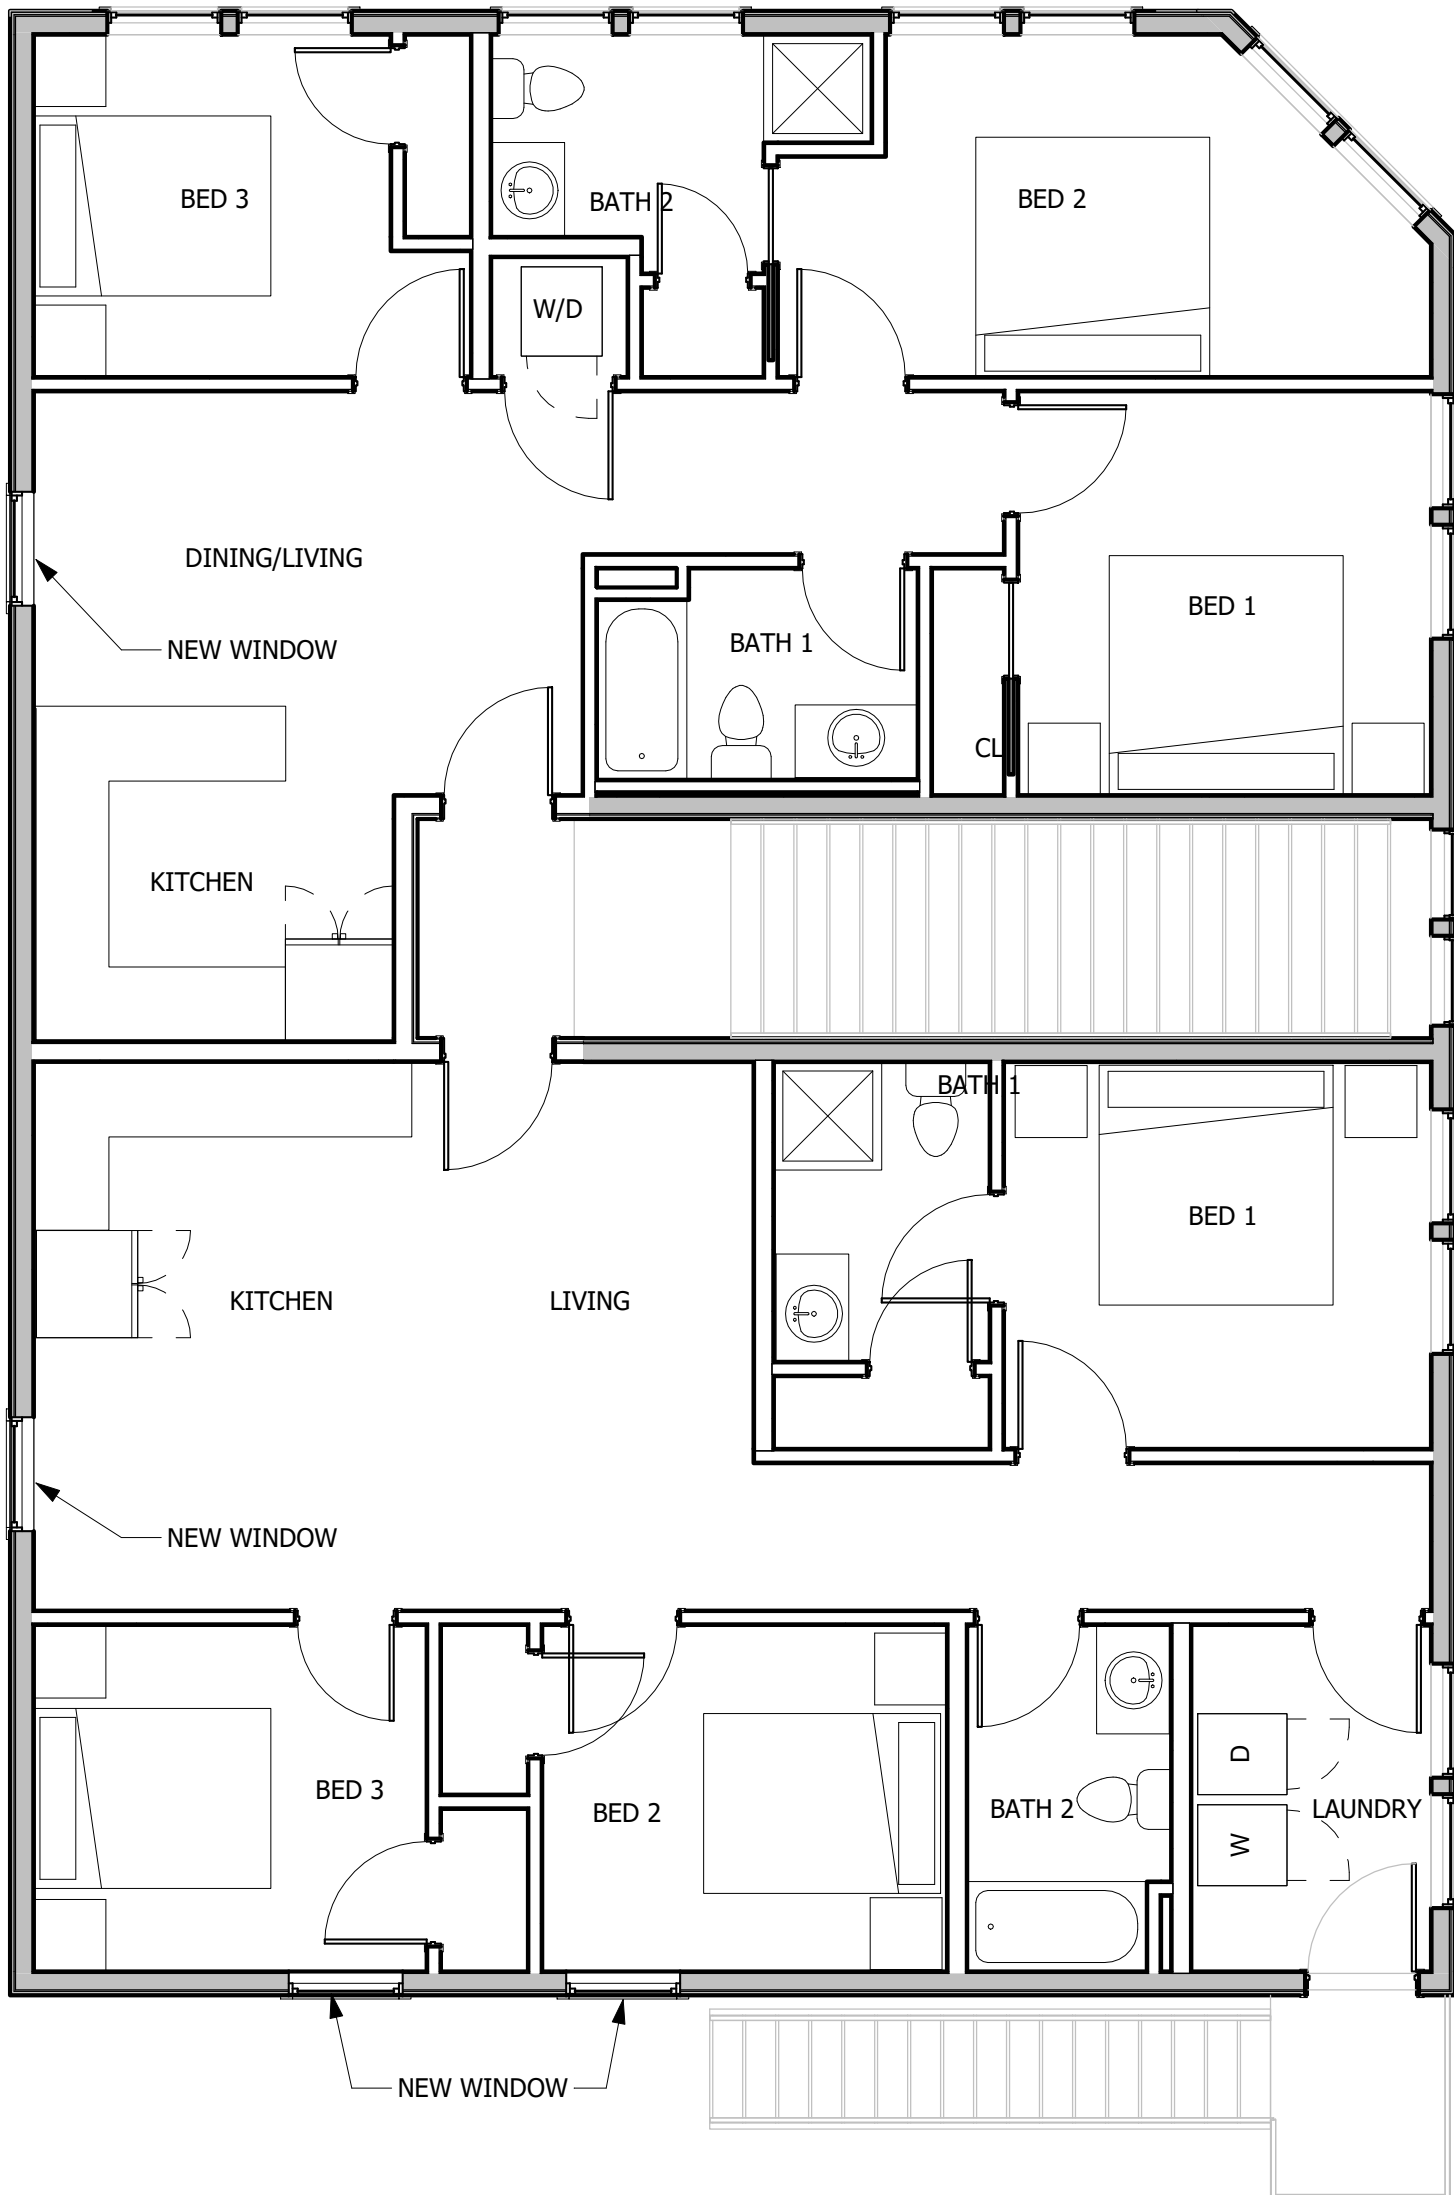 BED 3
BATH 2
BED 2
W/D
DINING/LIVING
BED 1
NEW WINDOW
BATH 1
CL
KITCHEN
BATH 1
BED 1
KITCHEN
LIVING
NEW WINDOW
BED 3
BED 2
BATH 2
D
LAUNDRY
W
NEW WINDOW